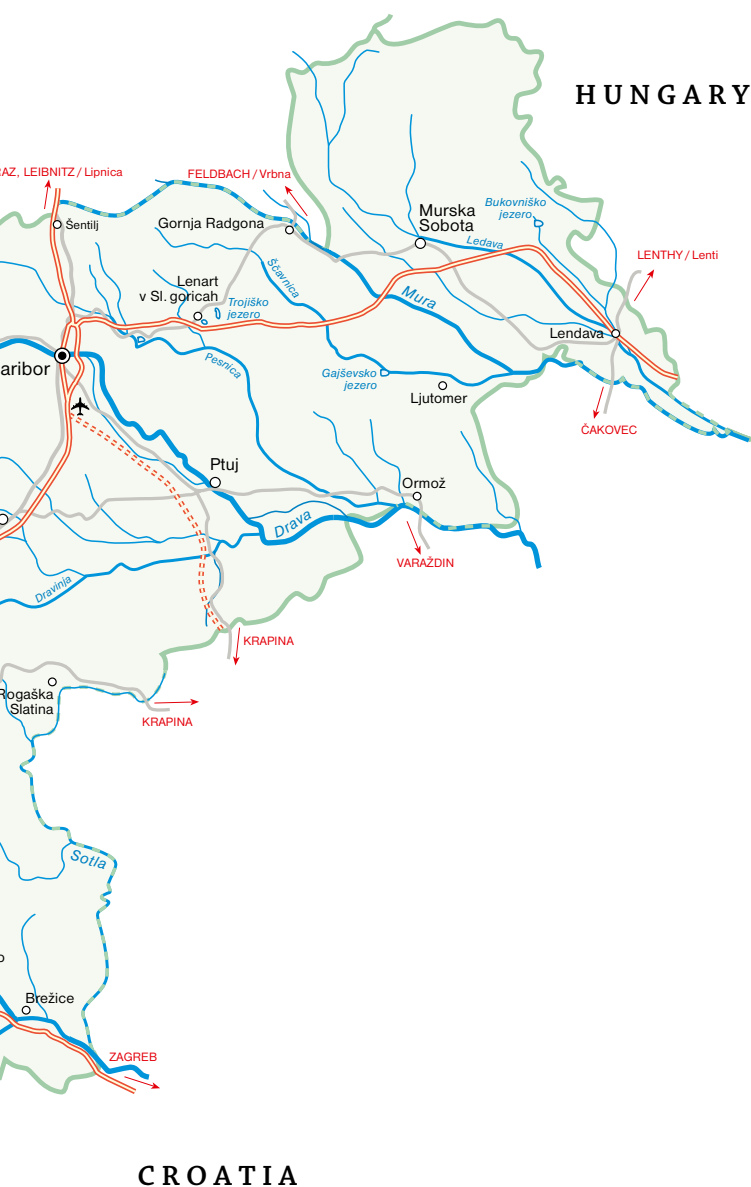 HUNGARY
RAZ, LEIBNITZ / Lipnica
FELDBACH / Vrbna
Šentilj
Gornja Radgona
Murska
Sobota
Bukovniško
jezero
Ledava
LENTHY / Lenti
Ščavnica
Lenart
v Sl. goricah
Trojiško
jezero
Mura
Lendava
aribor
Pesnica
Gajševsko
jezero
Ljutomer
ČAKOVEC
Ptuj
Ormož
Drava
VARAŽDIN
Dravinja
KRAPINA
Rogaška
Slatina
KRAPINA
Sotla
o
Brežice
ZAGREB
CROATIA